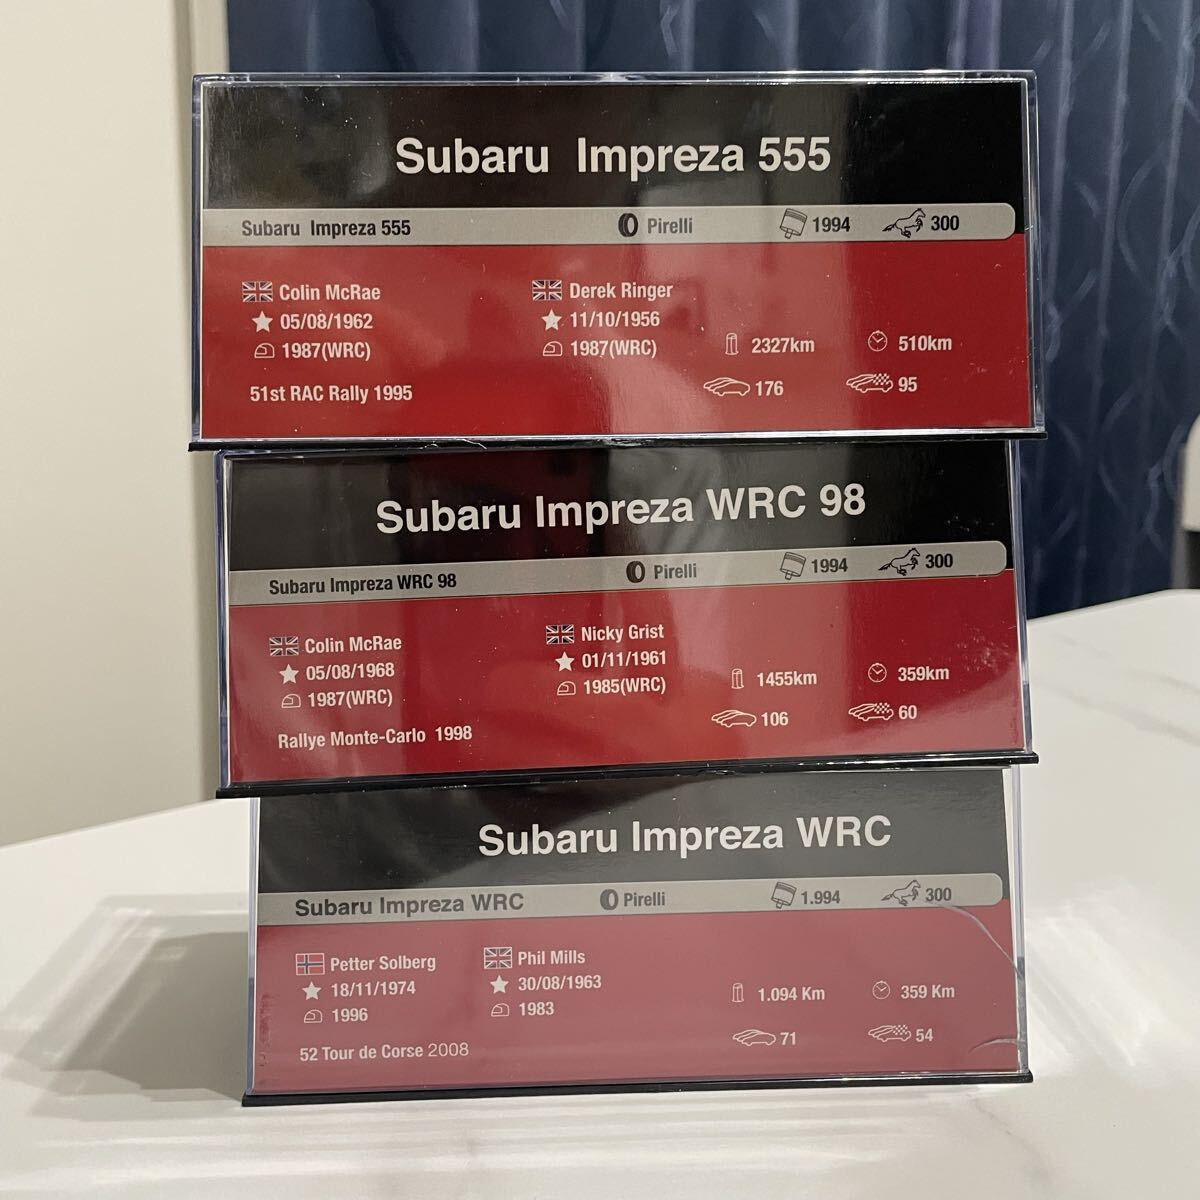 Subaru Impreza 555
Subaru Impreza 555 Pirelli 1994 300
Colin McRae Derek Ringer
05/08/1962 11/10/1956
1987(WRC) 1987(WRC) 2327km 510km
176 95
51st RAC Rally 1995
Subaru Impreza WRC 98
Subaru Impreza WRC 98 Pirelli 1994 300
Colin McRae Nicky Grist
05/08/1968 01/11/1961
1987(WRC) 1985(WRC) 1455km 359km
106 60
Rallye Monte-Carlo 1998
Subaru Impreza WRC
Subaru Impreza WRC Pirelli 1.994 300
Petter Solberg Phil Mills
18/11/1974 30/08/1963
1996 1983 1.094 Km 359 Km
71 54
52 Tour de Corse 2008